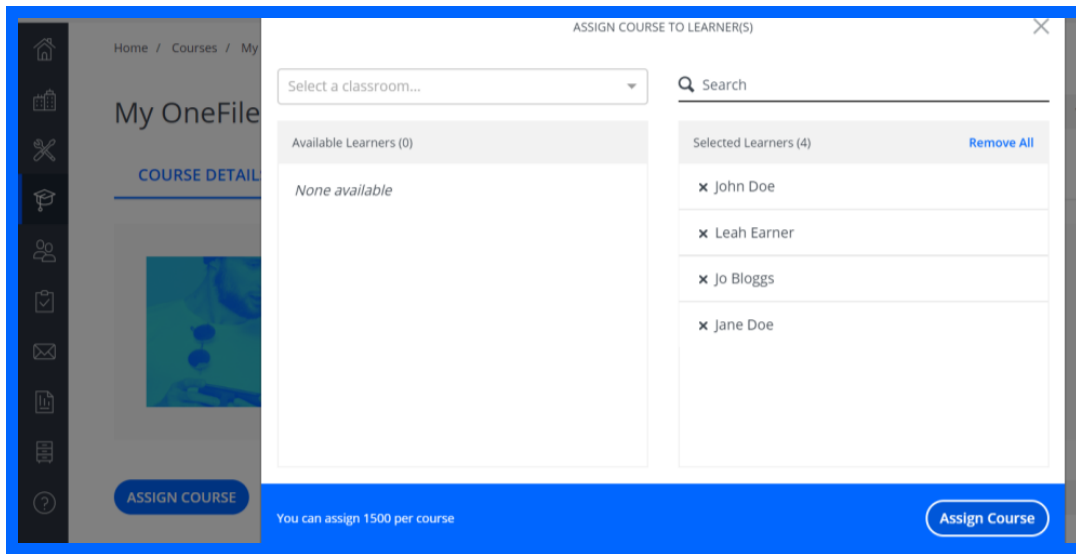 ASSIGN COURSE TO LEARNER(S)
Home / Courses / My
My OneFile
COURSE DETAIL
ASSIGN COURSE
Select a classroom...
Search
Available Learners (0)
None available
Selected Learners (4)
Remove All
John Doe
Leah Earner
Jo Bloggs
Jane Doe
You can assign 1500 per course
Assign Course